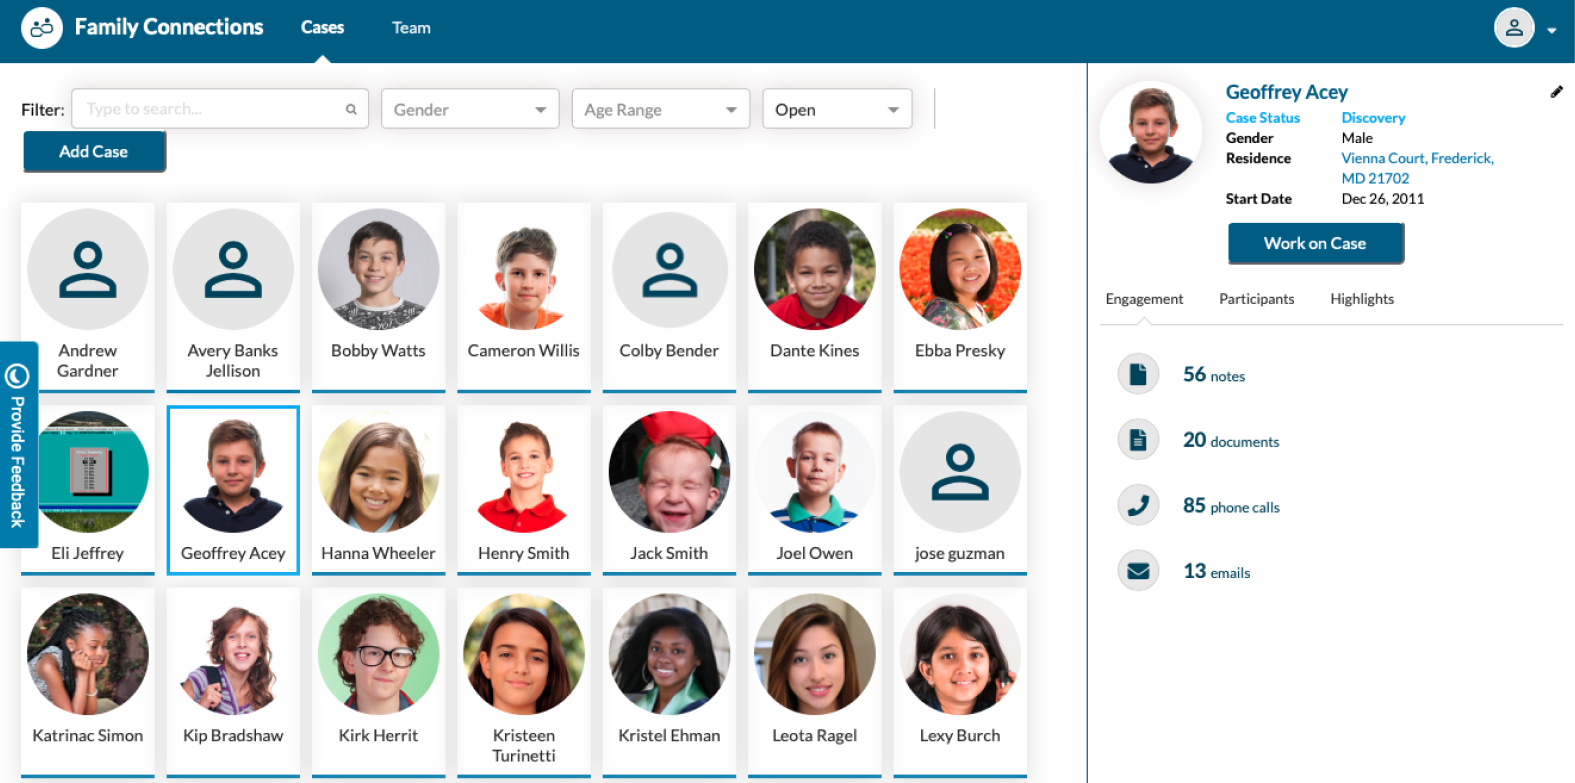 Family Connections
Cases
Team
Filter:
Type to search...
Gender
Age Range
Open
Add Case
Andrew
Gardner
Avery Banks
Jellison
Bobby Watts
Cameron Willis
Colby Bender
Dante Kines
Ebba Presky
Provide Feedback
Eli Jeffrey
Geoffrey Acey
Hanna Wheeler
Henry Smith
Jack Smith
Joel Owen
jose guzman
Katrinac Simon
Kip Bradshaw
Kirk Herrit
Kristeen
Turinetti
Kristel Ehman
Leota Ragel
Lexy Burch
Geoffrey Acey
Case Status Discovery
Gender Male
Residence Vienna Court, Frederick,
MD 21702
Start Date Dec 26, 2011
Work on Case
Engagement Participants Highlights
56 notes
20 documents
85 phone calls
13 emails